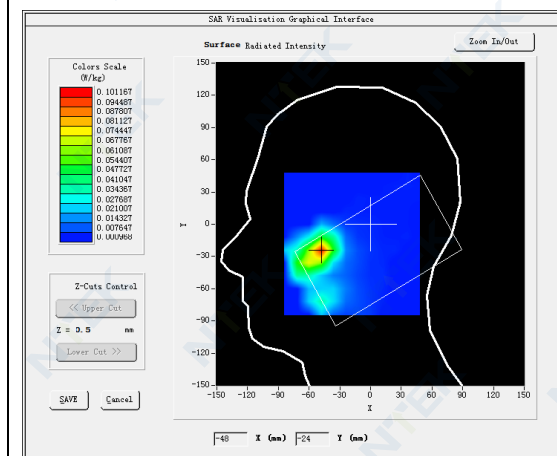 SAR Visualisation Graphical Interface
Surface Radiated Intensity
Zoom In/Out
Colors Scale
(W/kg)
0.101167
0.094487
0.087807
0.081127
0.074447
0.067767
0.061087
0.054407
0.047727
0.041047
0.034367
0.027687
0.021007
0.014327
0.007647
0.000968
150
120
90
60
30
0
-30
-60
-90
-120
-150
Y
-150 -120 -90 -60 -30 0 30 60 90 120 150
X
Z-Cuts Control
<< Upper Cut
Z = 3.5 mm
Lower Cut >>
SAVE Cancel
-48 X (mm) -24 Y (mm)
NTEK